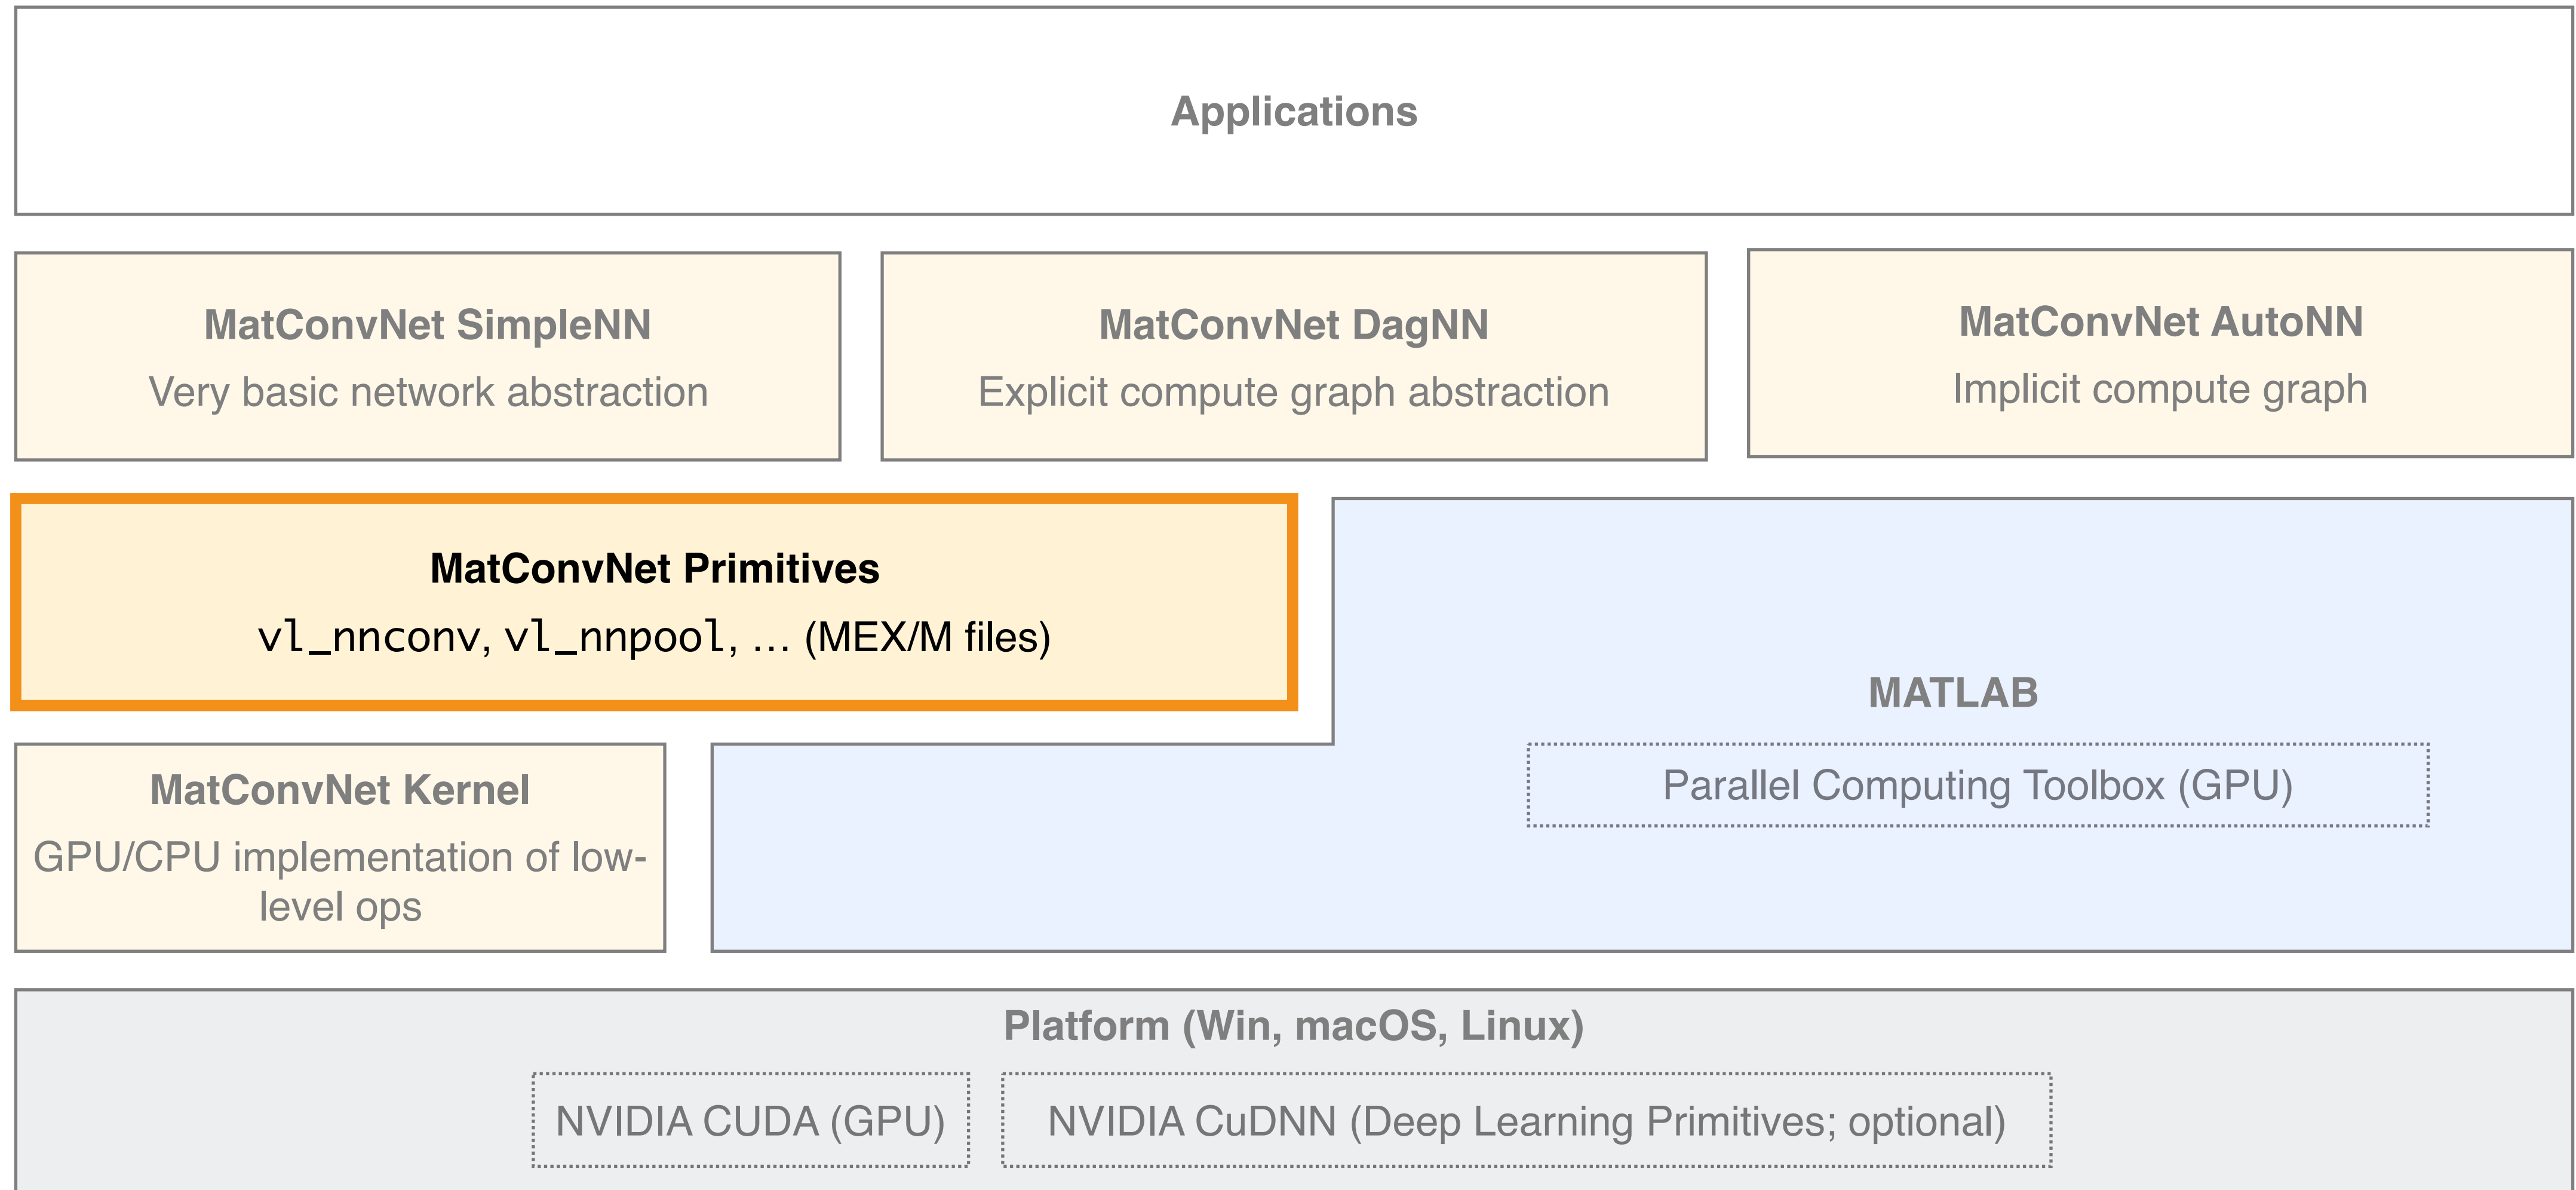 Applications
MatConvNet SimpleNN
Very basic network abstraction
MatConvNet DagNN
Explicit compute graph abstraction
MatConvNet AutoNN
Implicit compute graph
MatConvNet Primitives
vl_nnconv, vl_nnpool, … (MEX/M files)
MATLAB
Parallel Computing Toolbox (GPU)
MatConvNet Kernel
GPU/CPU implementation of low-
level ops
Platform (Win, macOS, Linux)
NVIDIA CUDA (GPU)
NVIDIA CuDNN (Deep Learning Primitives; optional)